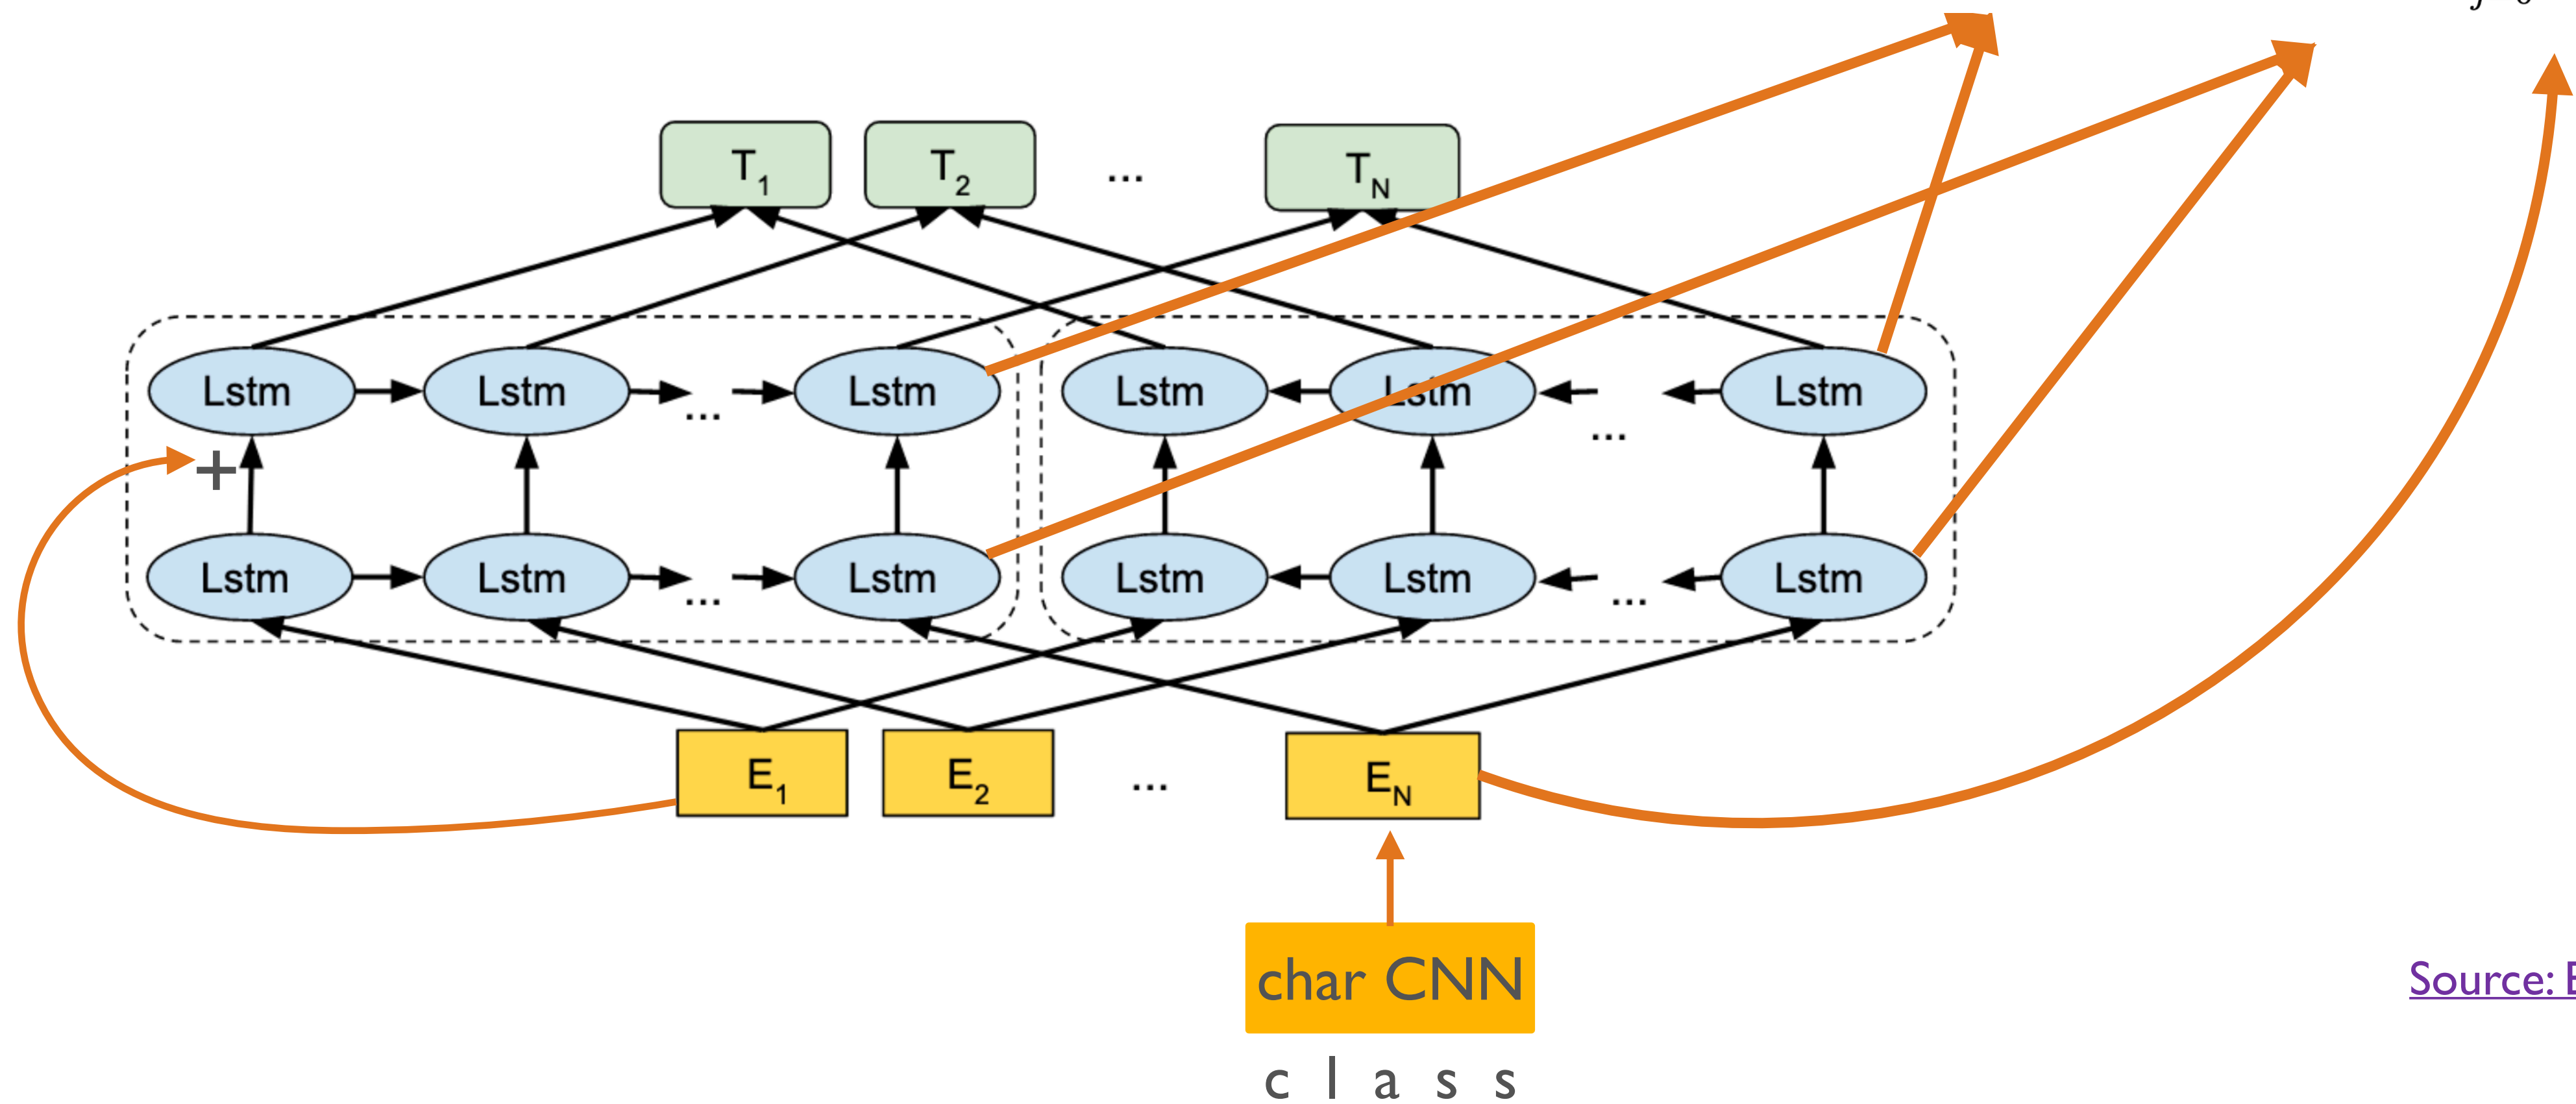 T1 T2 ... TN
Lstm Lstm ... Lstm Lstm Lstm ... Lstm
+
Lstm Lstm ... Lstm Lstm Lstm ... Lstm
E1 E2 ... EN
char CNN
Source:
c l a s s